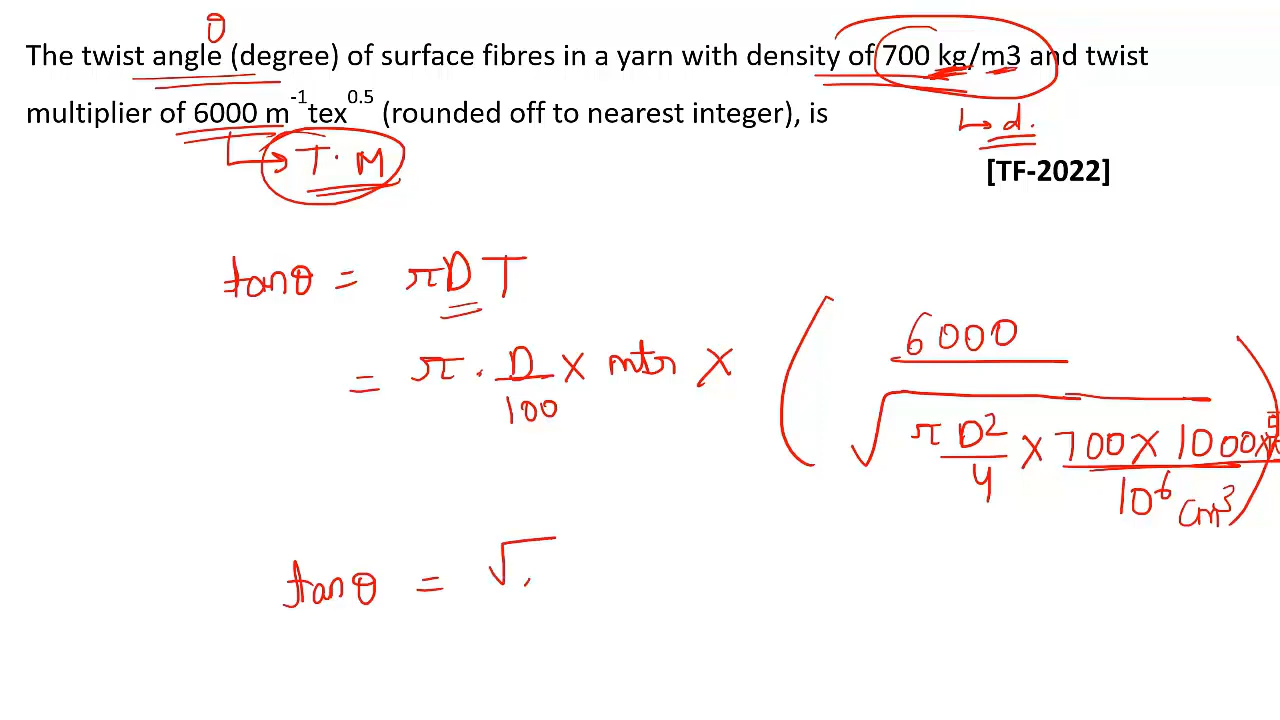 θ
The twist angle (degree) of surface fibres in a yarn with density of 700 kg/m3 and twist
multiplier of 6000 m-1tex0.5 (rounded off to nearest integer), is
d.
T. M
[TF-2022]
tanθ = πDT
= π . D/100 × mtr × ( 6000 / √ πD²/4 × 700 × 1000 / 10⁶ cm³ )
tanθ = √